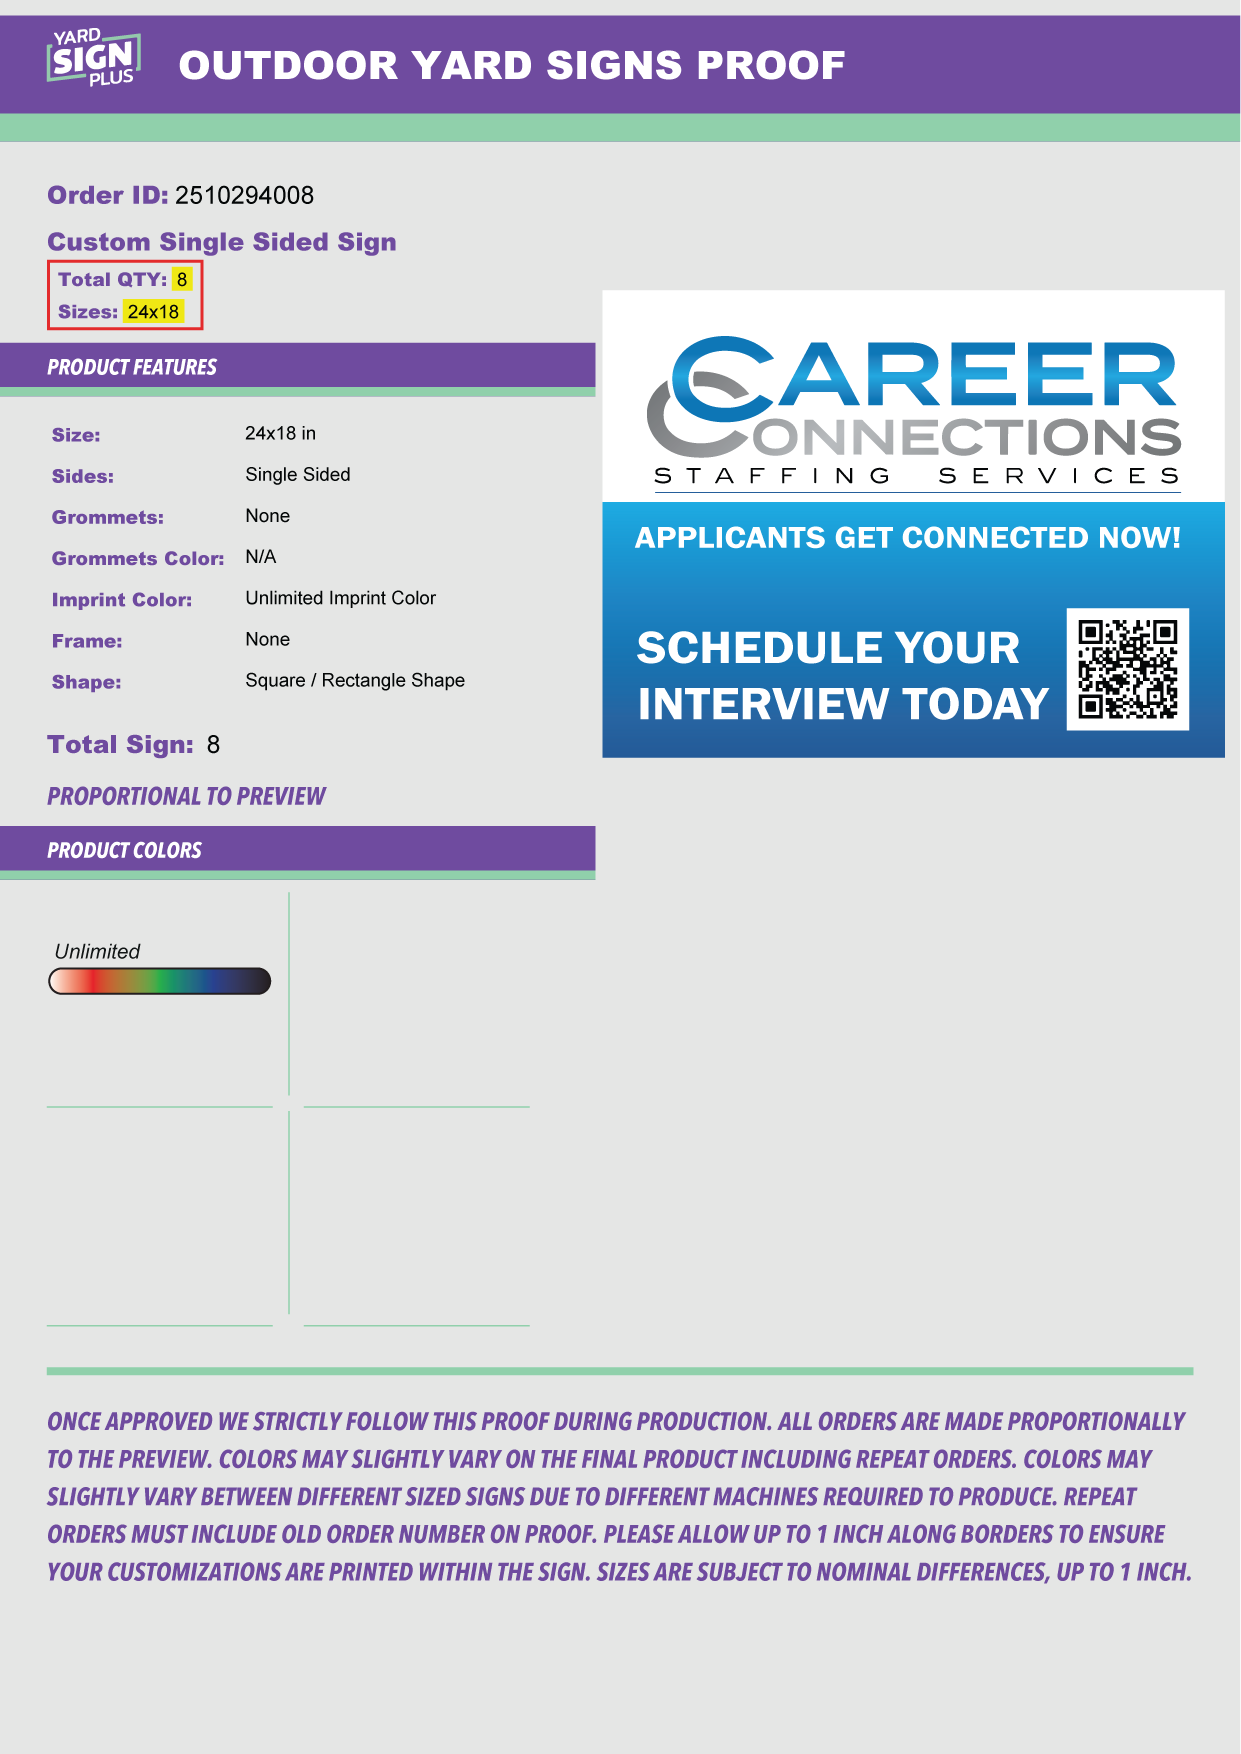 YARD
SIGN
PLUS
OUTDOOR YARD SIGNS PROOF
Order ID: 2510294008
Custom Single Sided Sign
Total QTY: 8
Sizes: 24x18
PRODUCT FEATURES
Size: 24x18 in
Sides: Single Sided
Grommets: None
Grommets Color: N/A
Imprint Color: Unlimited Imprint Color
Frame: None
Shape: Square / Rectangle Shape
Total Sign: 8
PROPORTIONAL TO PREVIEW
CAREER
CONNECTIONS
STAFFING SERVICES
APPLICANTS GET CONNECTED NOW!
SCHEDULE YOUR
INTERVIEW TODAY
PRODUCT COLORS
Unlimited
ONCE APPROVED WE STRICTLY FOLLOW THIS PROOF DURING PRODUCTION. ALL ORDERS ARE MADE PROPORTIONALLY
TO THE PREVIEW. COLORS MAY SLIGHTLY VARY ON THE FINAL PRODUCT INCLUDING REPEAT ORDERS. COLORS MAY
SLIGHTLY VARY BETWEEN DIFFERENT SIZED SIGNS DUE TO DIFFERENT MACHINES REQUIRED TO PRODUCE. REPEAT
ORDERS MUST INCLUDE OLD ORDER NUMBER ON PROOF. PLEASE ALLOW UP TO 1 INCH ALONG BORDERS TO ENSURE
YOUR CUSTOMIZATIONS ARE PRINTED WITHIN THE SIGN. SIZES ARE SUBJECT TO NOMINAL DIFFERENCES, UP TO 1 INCH.